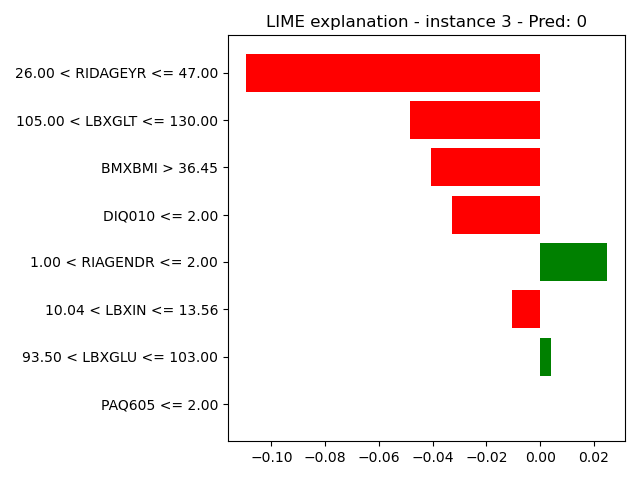 LIME explanation - instance 3 - Pred: 0
26.00 < RIDAGEYR <= 47.00
105.00 < LBXGLT <= 130.00
BMXBMI > 36.45
DIQ010 <= 2.00
1.00 < RIAGENDR <= 2.00
10.04 < LBXIN <= 13.56
93.50 < LBXGLU <= 103.00
PAQ605 <= 2.00
−0.10 −0.08 −0.06 −0.04 −0.02 0.00 0.02